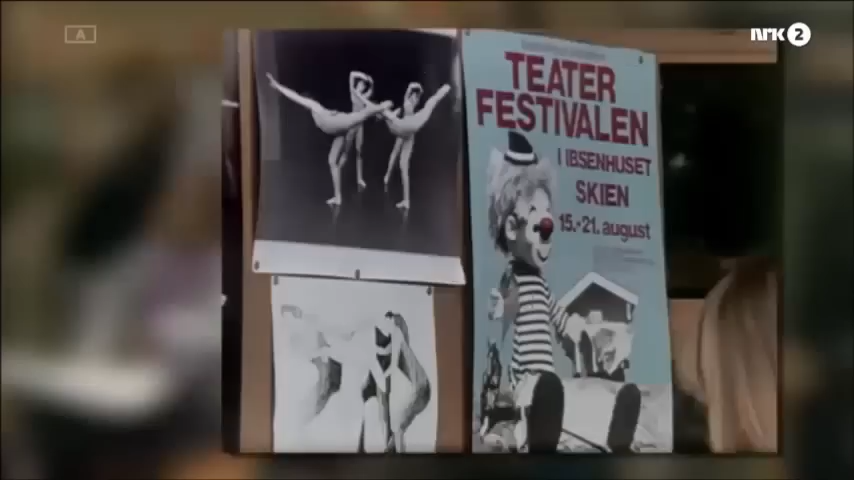 A
NRK 2
TEATER
FESTIVALEN
I IBSENHUSET
SKIEN
15.-21. august